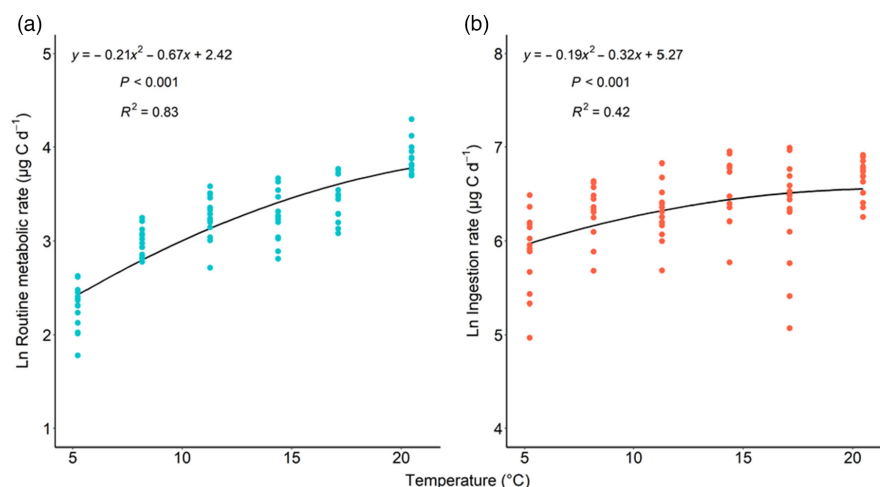 (a)
y = − 0.21x² − 0.67x + 2.42
P < 0.001
R² = 0.83
Ln Routine metabolic rate (μg C d⁻¹)
5
4
3
2
1
5 10 15 20
(b)
y = − 0.19x² − 0.32x + 5.27
P < 0.001
R² = 0.42
Ln Ingestion rate (μg C d⁻¹)
8
7
6
5
4
5 10 15 20
Temperature (°C)